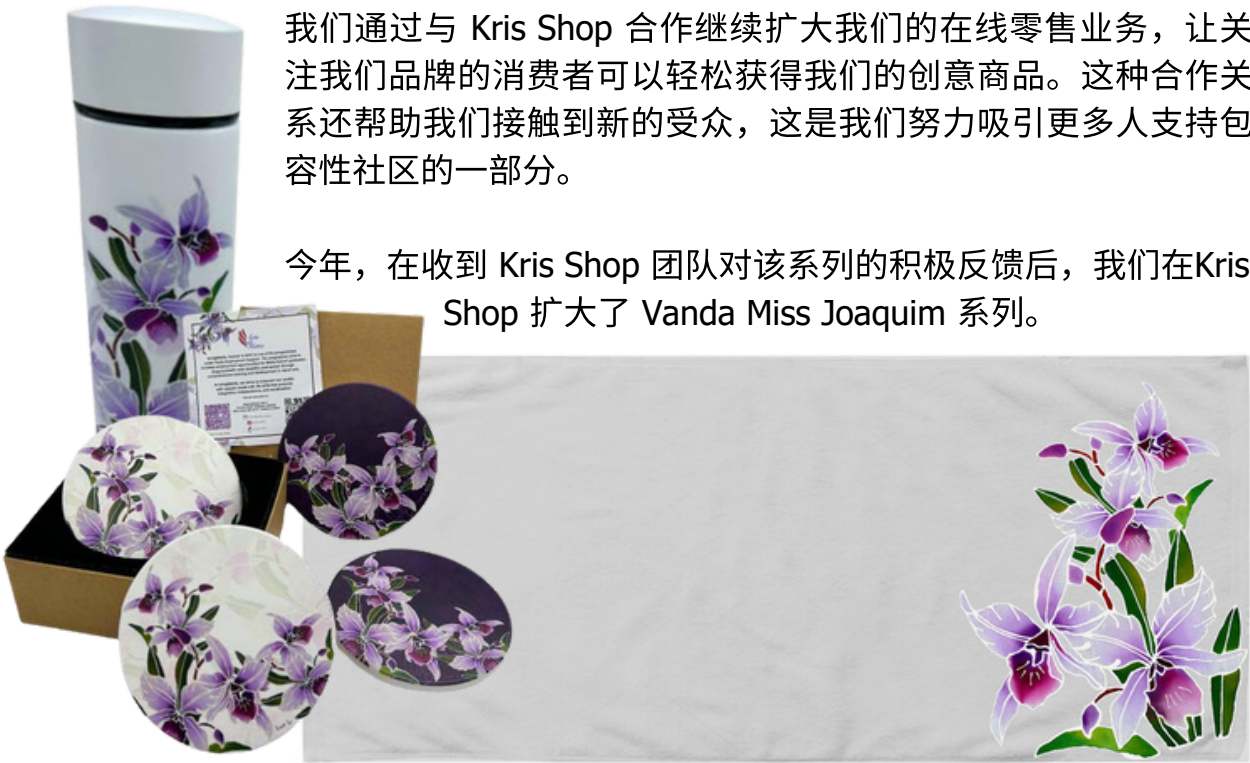 我们通过与 Kris Shop 合作继续扩大我们的在线零售业务，让关
注我们品牌的消费者可以轻松获得我们的创意商品。这种合作关
系还帮助我们接触到新的受众，这是我们努力吸引更多人支持包
容性社区的一部分。
今年，在收到 Kris Shop 团队对该系列的积极反馈后，我们在Kris
Shop 扩大了 Vanda Miss Joaquim 系列。